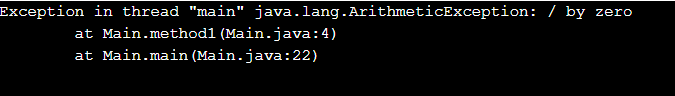 Exception in thread "main" java.lang.ArithmeticException: / by zero
at Main.method1(Main.java:4)
at Main.main(Main.java:22)